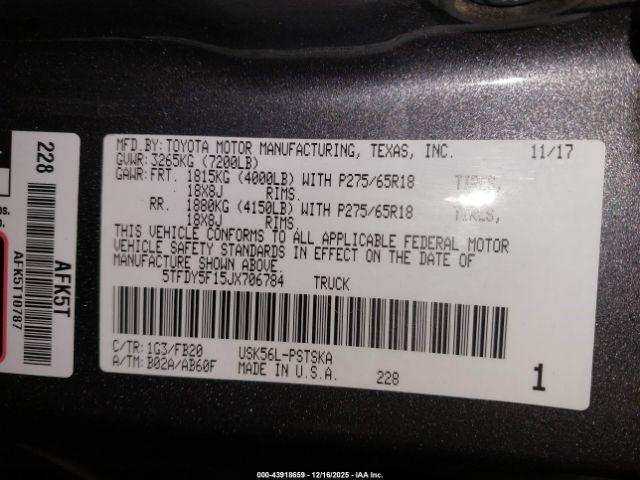 MFD.BY: TOYOTA MOTOR MANUFACTURING, TEXAS, INC. 11/17
GVWR: 3265KG (7200LB)
GAWR: FRT. 1815KG (4000LB) WITH P275/65R18 TIRES,
18X8J RIMS.
RR. 1880KG (4150LB) WITH P275/65R18 TIRES,
18X8J RIMS.
THIS VEHICLE CONFORMS TO ALL APPLICABLE FEDERAL MOTOR
VEHICLE SAFETY STANDARDS IN EFFECT ON THE DATE OF
MANUFACTURE SHOWN ABOVE.
5TFDY5F15JX706784 TRUCK
C/TR: 1G3/FB20 USK56L-PSTSKA
A/TM: B02A/AB60F MADE IN U.S.A. 228 1
228
AFK5T
AFK5T10787
000-43918659 - 12/16/2025 - IAA Inc.